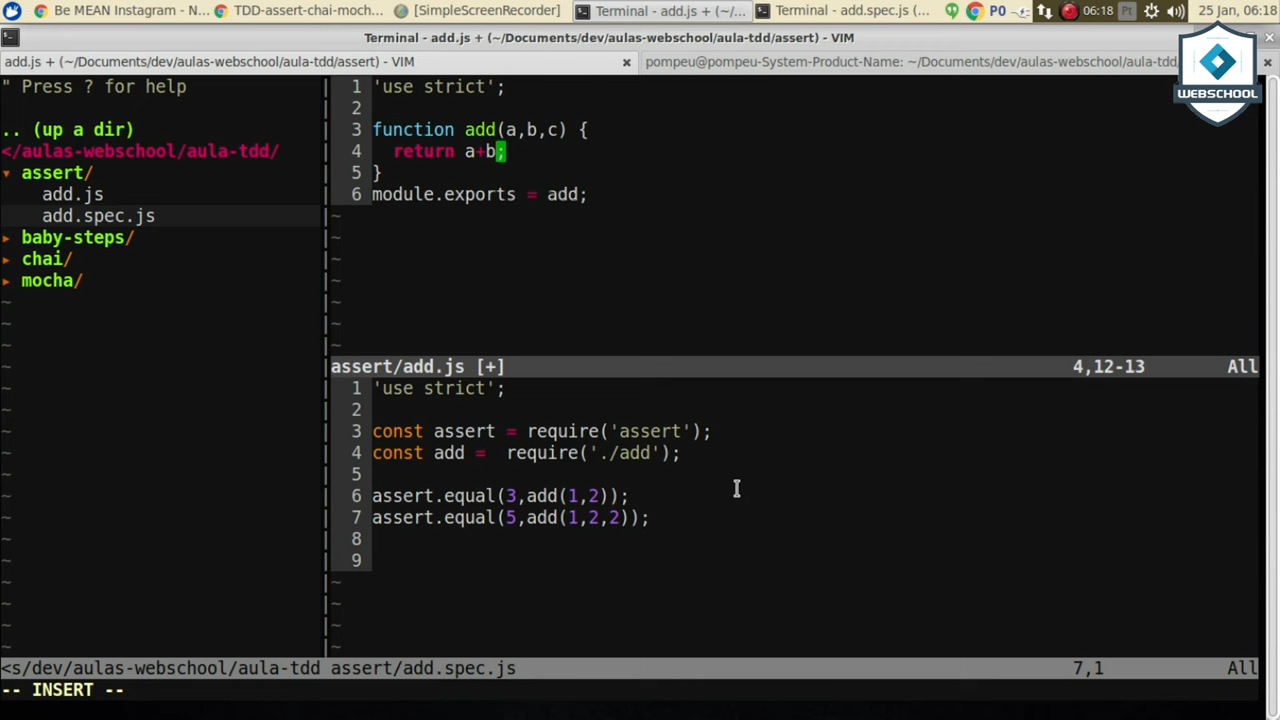 Be MEAN Instagram - N...
TDD-assert-chai-moch...
[SimpleScreenRecorder]
Terminal - add.js + (~/...
Terminal - add.spec.js (...
06:18
Pt
25 Jan, 06:18
Terminal - add.js + (~/Documents/dev/aulas-webschool/aula-tdd/assert) - VIM
add.js + (~/Documents/dev/aulas-webschool/aula-tdd/assert) - VIM
pompeu@pompeu-System-Product-Name: ~/Documents/dev/aulas-webschool/aula-tdd/
WEBSCHOOL
" Press ? for help
.. (up a dir)
</aulas-webschool/aula-tdd/
▾ assert/
add.js
add.spec.js
▸ baby-steps/
▸ chai/
▸ mocha/
1 'use strict';
2
3 function add(a,b,c) {
4   return a+b;
5 }
6 module.exports = add;
assert/add.js [+] 4,12-13 All
1 'use strict';
2
3 const assert = require('assert');
4 const add =  require('./add');
5
6 assert.equal(3,add(1,2));
7 assert.equal(5,add(1,2,2));
8
9
<s/dev/aulas-webschool/aula-tdd assert/add.spec.js 7,1 All
-- INSERT --